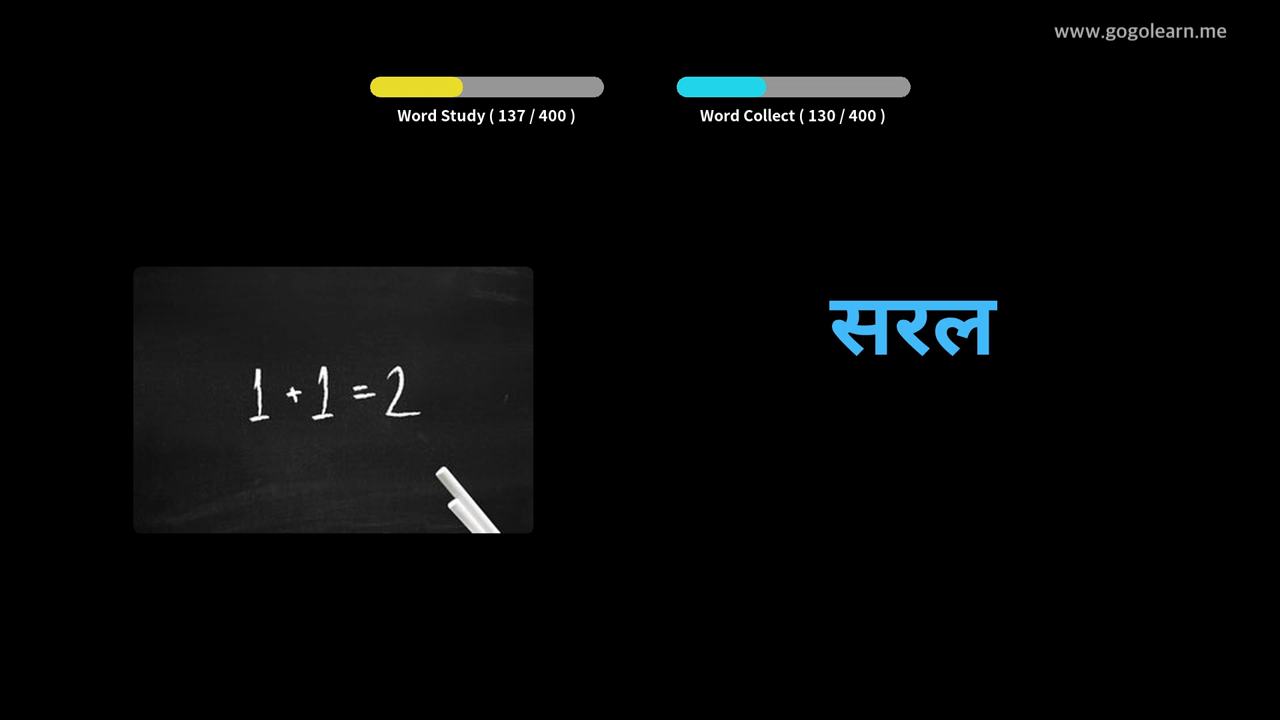 www.gogolearn.me
Word Study ( 137 / 400 )
Word Collect ( 130 / 400 )
सरल
1 + 1 = 2